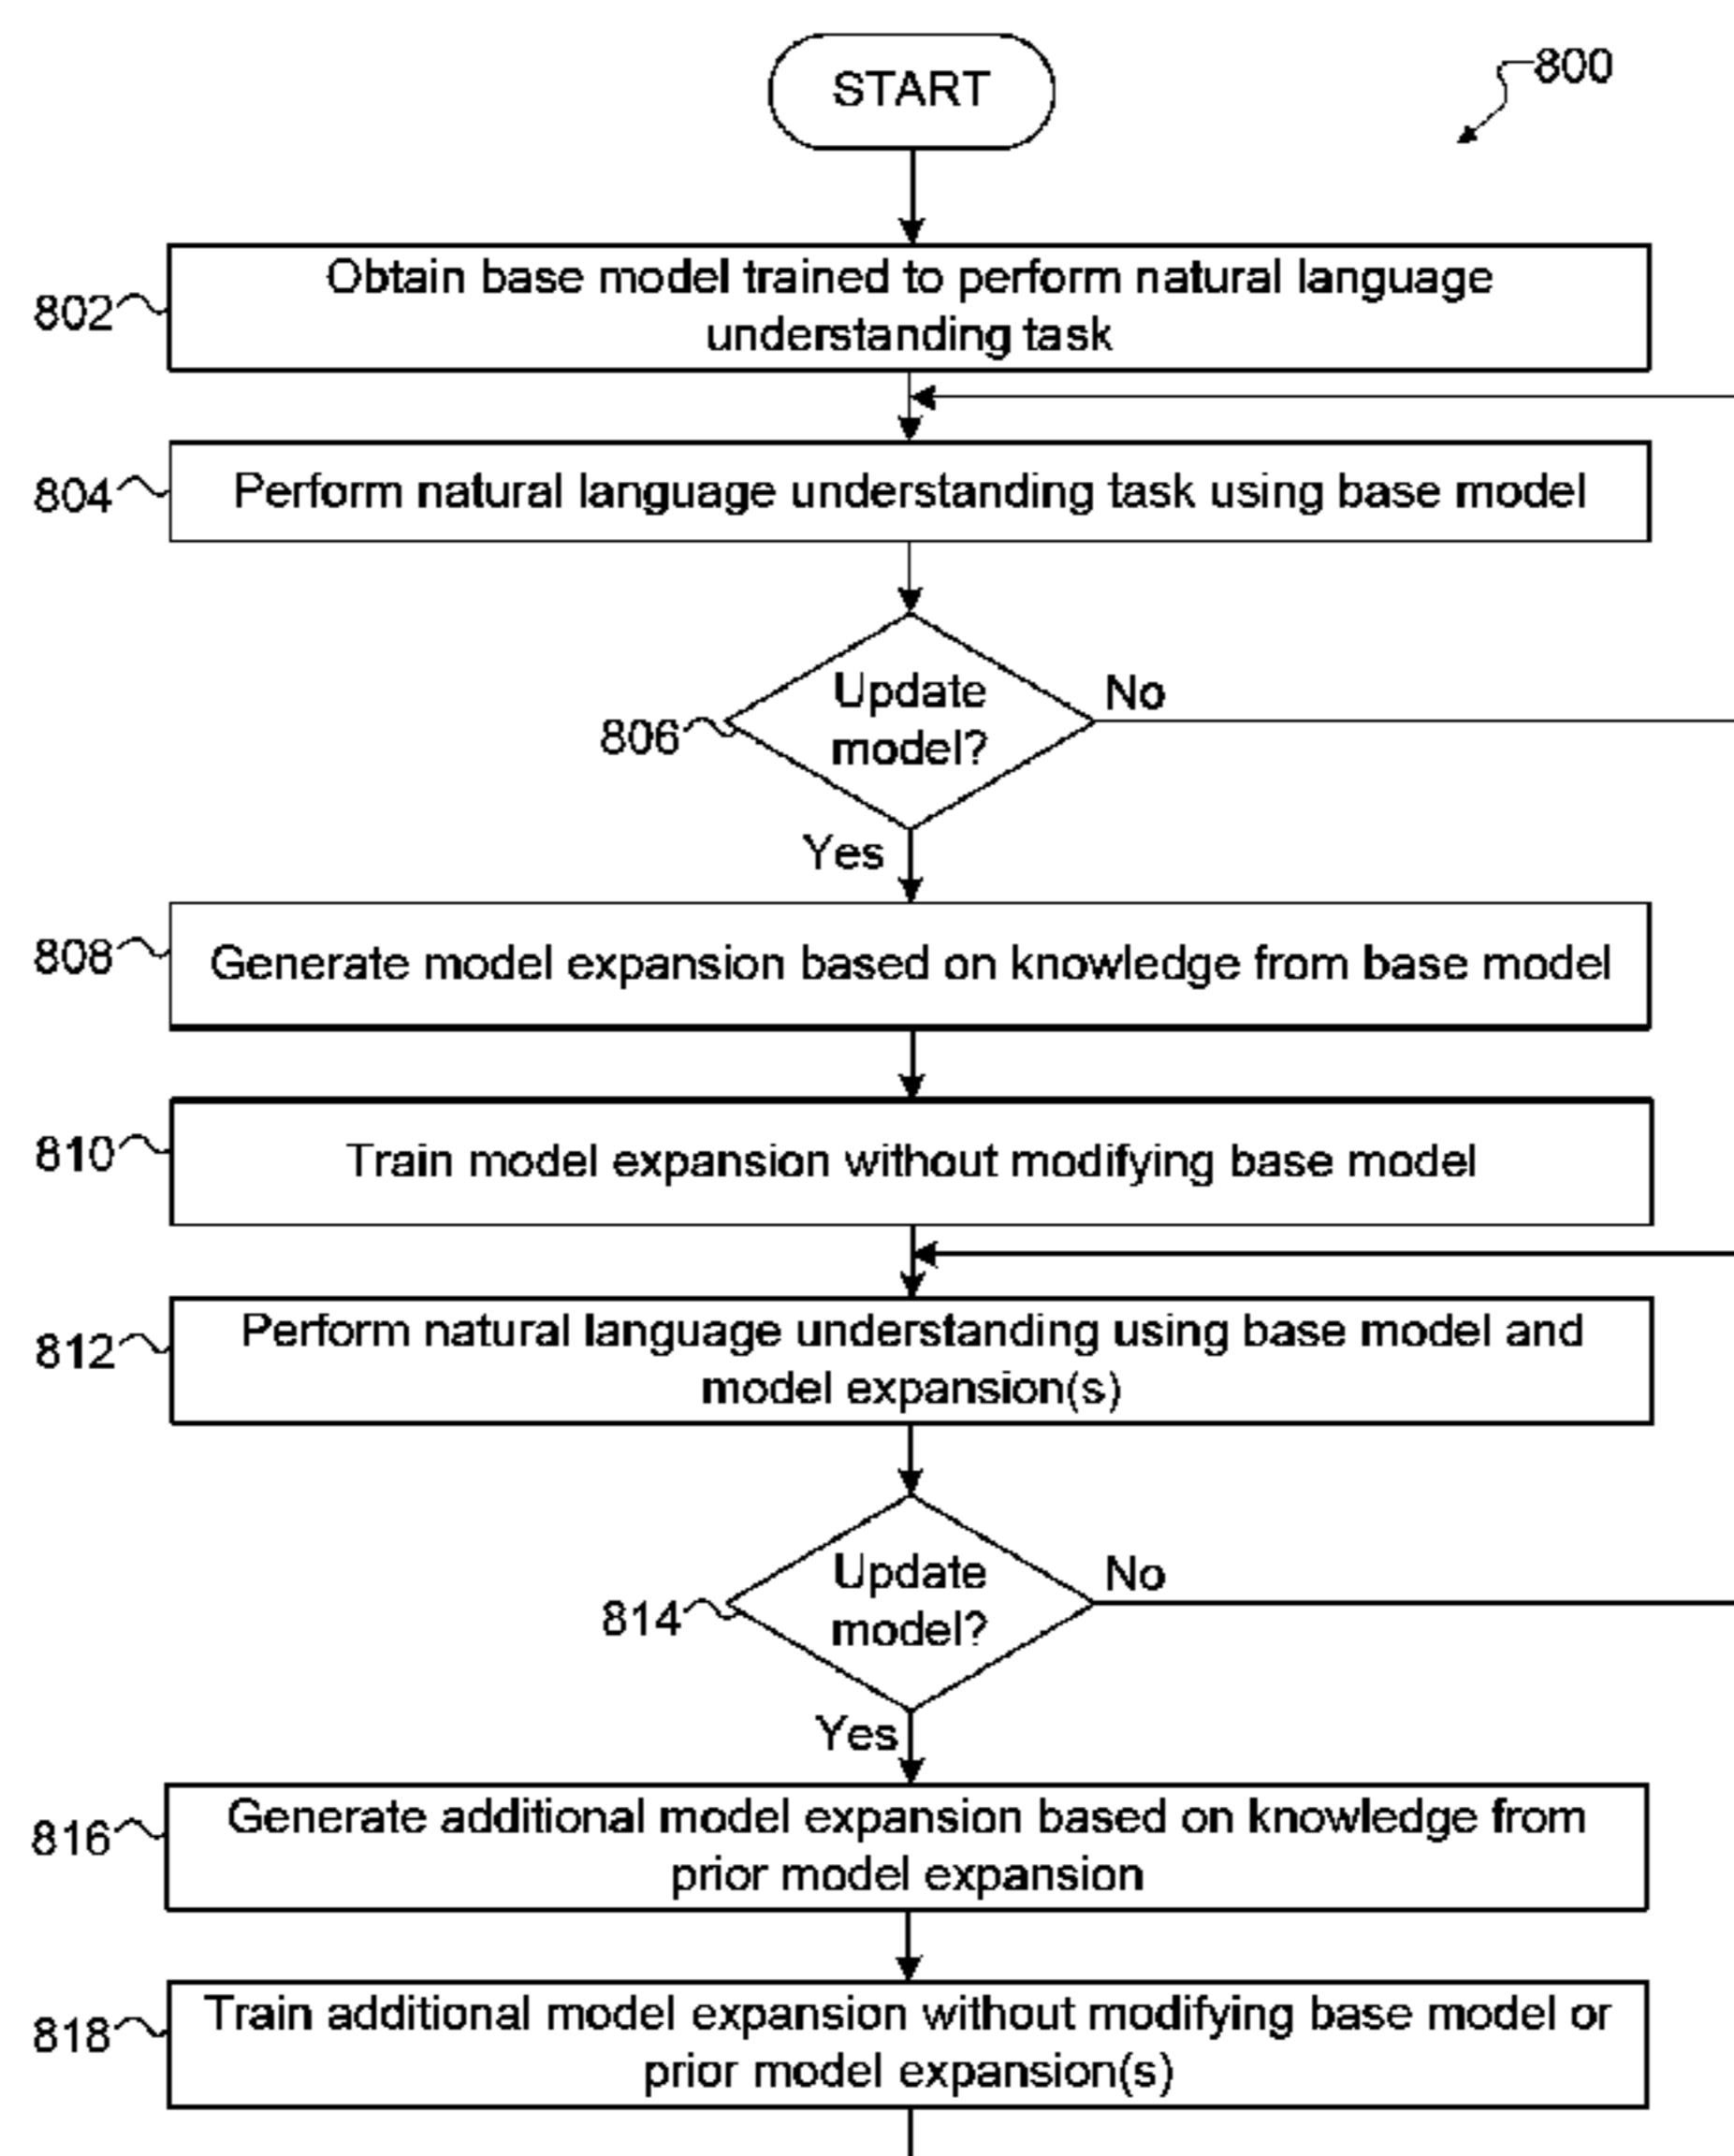 START
800
802
Obtain base model trained to perform natural language
understanding task
804
Perform natural language understanding task using base model
806
Update
model?
No
Yes
808
Generate model expansion based on knowledge from base model
810
Train model expansion without modifying base model
812
Perform natural language understanding using base model and
model expansion(s)
814
Update
model?
No
Yes
816
Generate additional model expansion based on knowledge from
prior model expansion
818
Train additional model expansion without modifying base model or
prior model expansion(s)